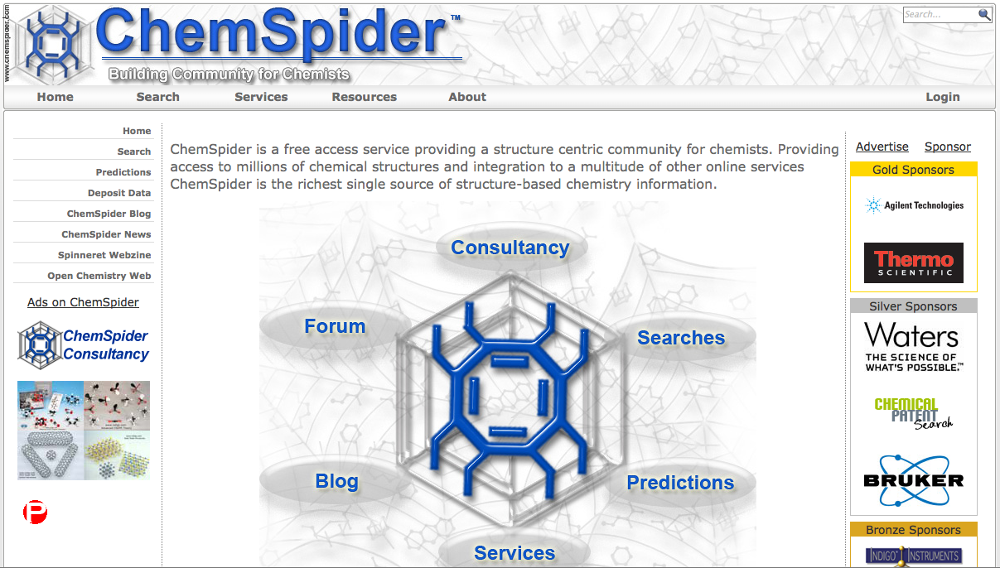 www.chemspider.com
ChemSpider™
Building Community for Chemists
Search...
Home Search Services Resources About Login
Home
Search
Predictions
Deposit Data
ChemSpider Blog
ChemSpider News
Spinneret Webzine
Open Chemistry Web
Ads on ChemSpider
ChemSpider
Consultancy
P
ChemSpider is a free access service providing a structure centric community for chemists. Providing
access to millions of chemical structures and integration to a multitude of other online services
ChemSpider is the richest single source of structure-based chemistry information.
Consultancy
Forum
Searches
Blog
Predictions
Services
Advertise Sponsor
Gold Sponsors
Agilent Technologies
Thermo
SCIENTIFIC
Silver Sponsors
Waters
THE SCIENCE OF
WHAT'S POSSIBLE.™
CHEMICAL
PATENT
Search
BRUKER
Bronze Sponsors
INDIGO INSTRUMENTS